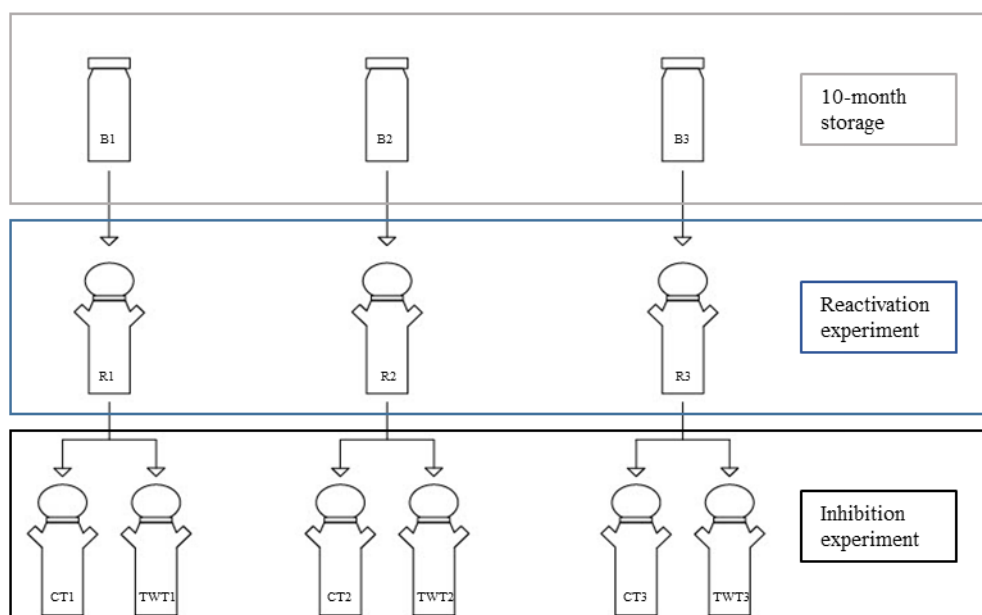 B1
B2
B3
10-month
storage
R1
R2
R3
Reactivation
experiment
CT1
TWT1
CT2
TWT2
CT3
TWT3
Inhibition
experiment